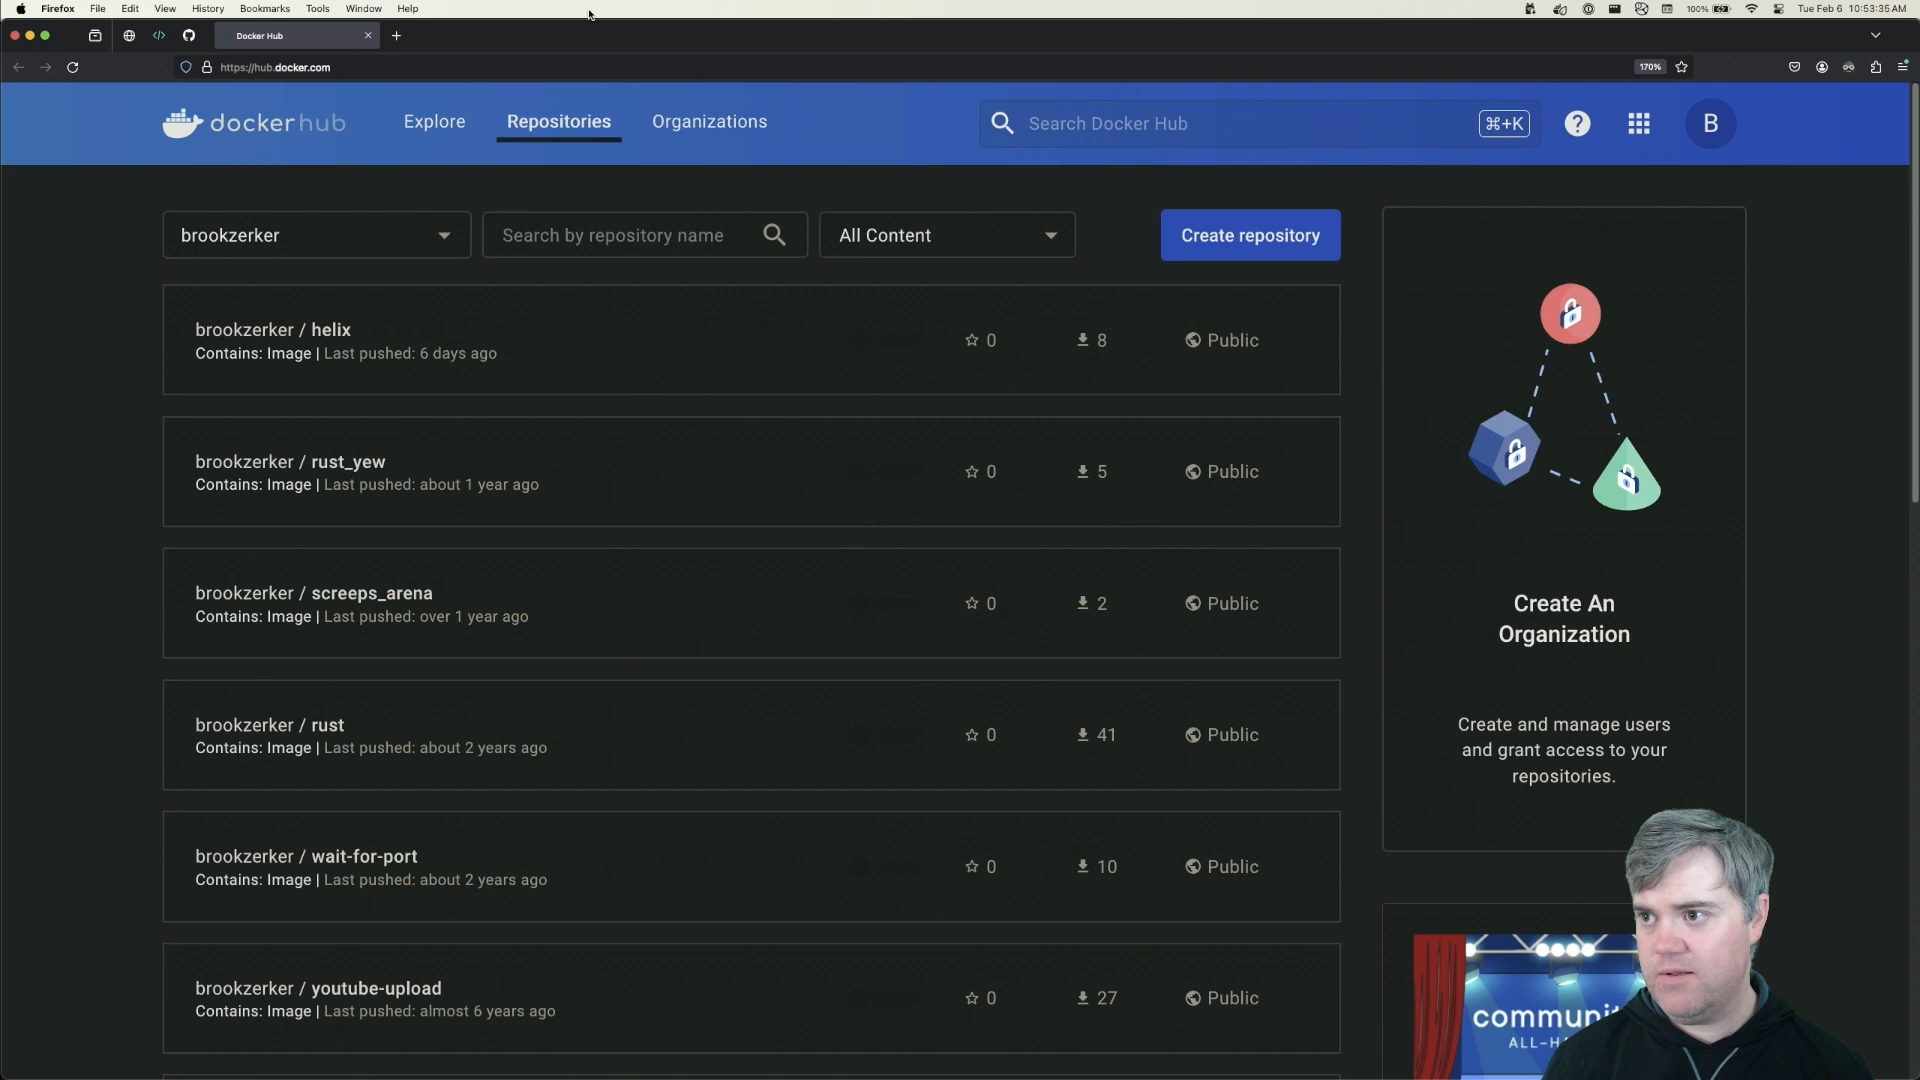 Firefox File Edit View History Bookmarks Tools Window Help 100% Tue Feb 6 10:53:35 AM
Docker Hub
https://hub.docker.com 170%
dockerhub Explore Repositories Organizations Search Docker Hub ⌘+K B
brookzerker Search by repository name All Content Create repository
brookzerker / helix
Contains: Image | Last pushed: 6 days ago
0 8 Public
brookzerker / rust_yew
Contains: Image | Last pushed: about 1 year ago
0 5 Public
brookzerker / screeps_arena
Contains: Image | Last pushed: over 1 year ago
0 2 Public
brookzerker / rust
Contains: Image | Last pushed: about 2 years ago
0 41 Public
brookzerker / wait-for-port
Contains: Image | Last pushed: about 2 years ago
0 10 Public
brookzerker / youtube-upload
Contains: Image | Last pushed: almost 6 years ago
0 27 Public
Create An
Organization
Create and manage users
and grant access to your
repositories.
communit
ALL-H